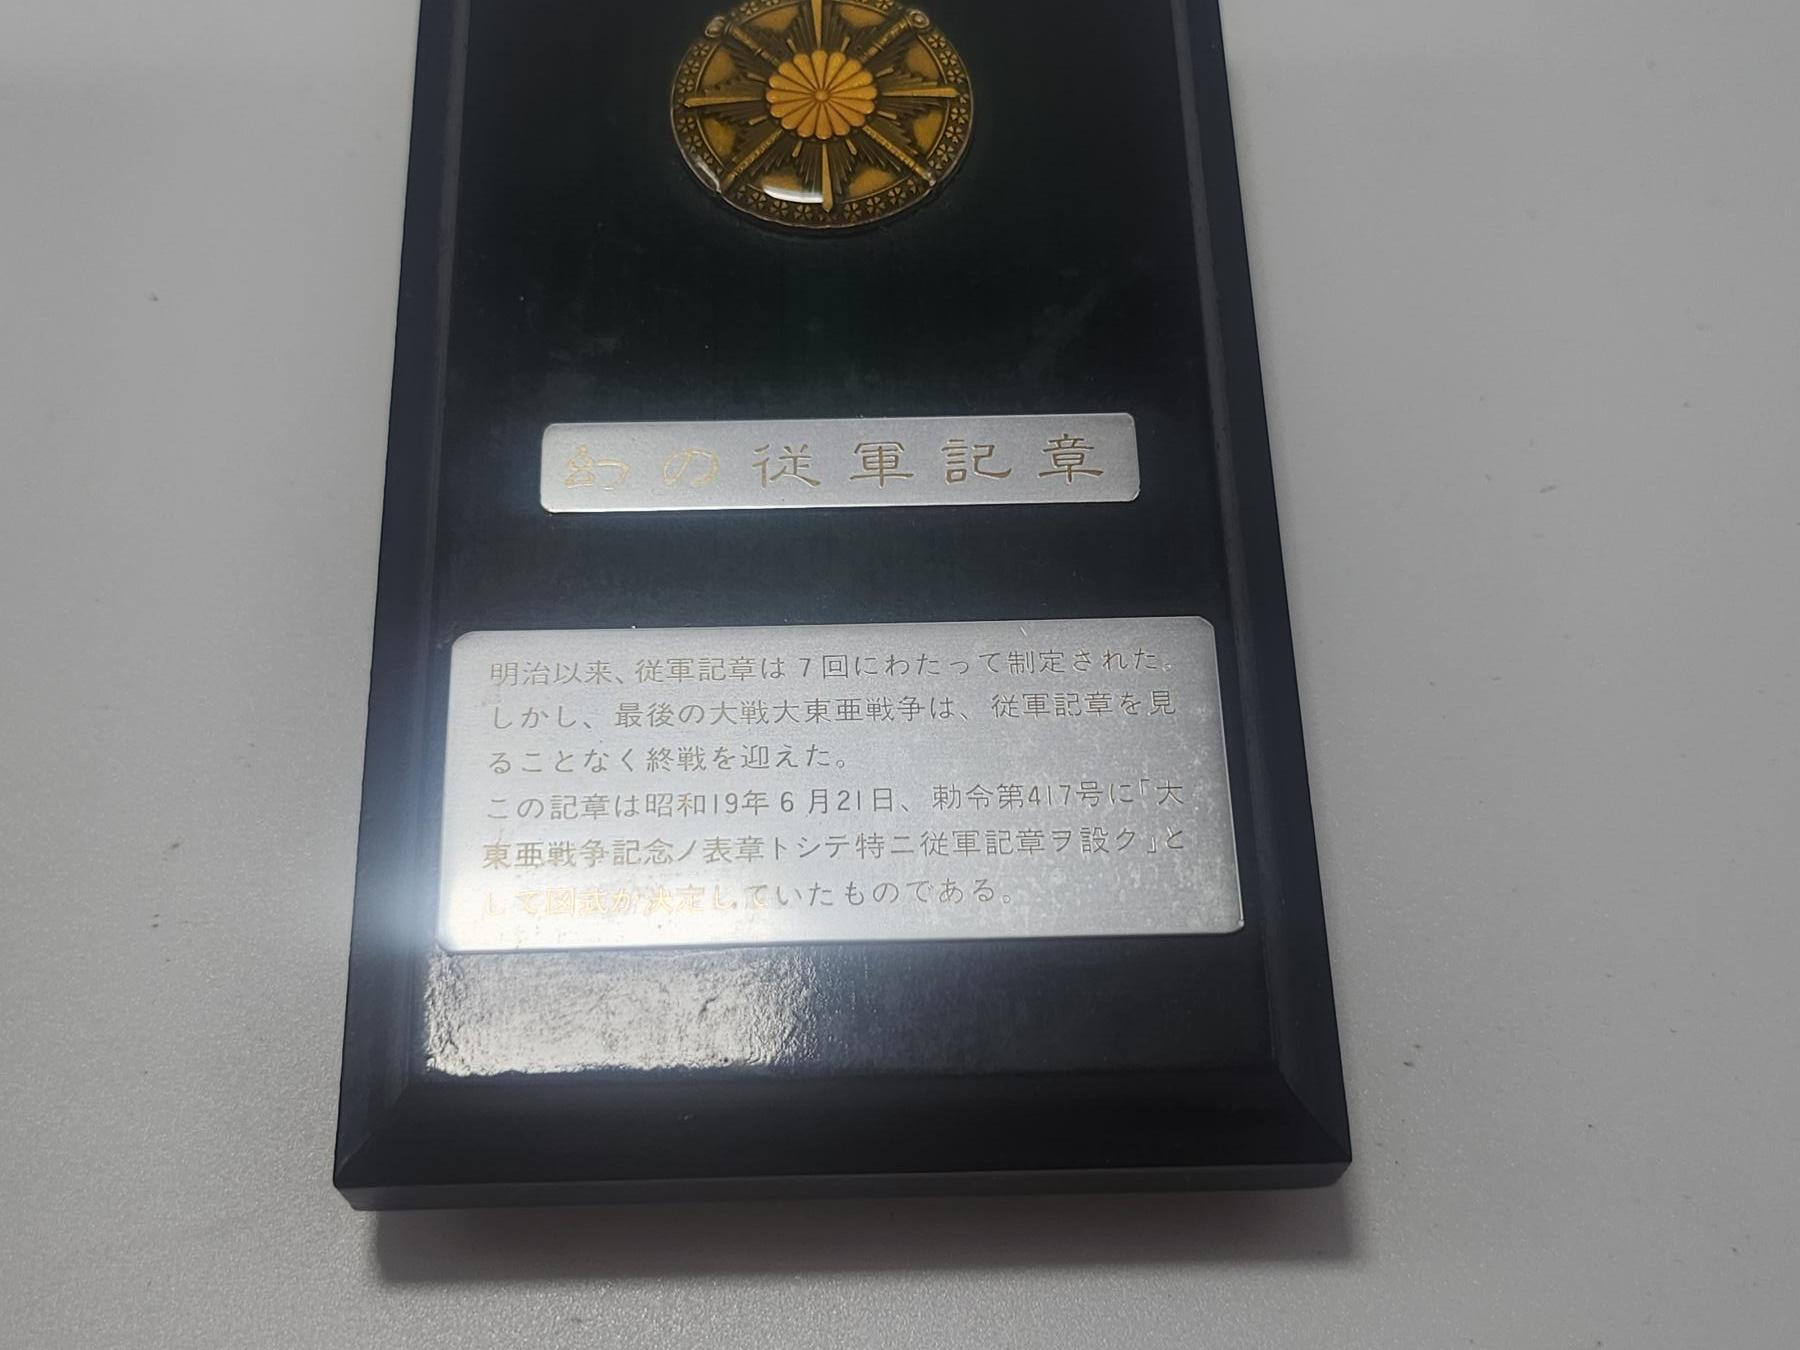 幻の従軍記章
明治以来、従軍記章は7回にわたって制定された。
しかし、最後の大戦大東亜戦争は、従軍記章を見
ることなく終戦を迎えた。
この記章は昭和19年6月21日、勅令第417号に「大
東亜戦争記念ノ表章トシテ特ニ従軍記章ヲ設ク」と
して図式が決定していたものである。